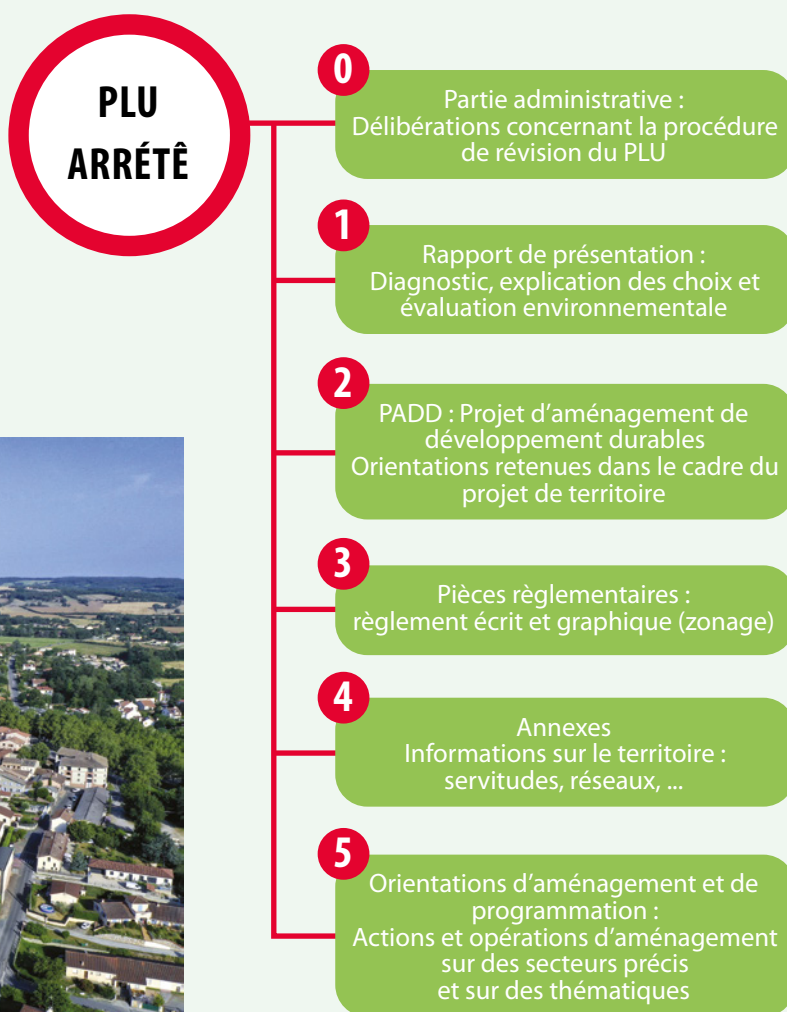 PLU
ARRÉTÊ
0
Partie administrative :
Délibérations concernant la procédure
de révision du PLU
1
Rapport de présentation :
Diagnostic, explication des choix et
évaluation environnementale
2
PADD : Projet d'aménagement de
développement durables
Orientations retenues dans le cadre du
projet de territoire
3
Pièces règlementaires :
règlement écrit et graphique (zonage)
4
Annexes
Informations sur le territoire :
servitudes, réseaux, ...
5
Orientations d'aménagement et de
programmation :
Actions et opérations d'aménagement
sur des secteurs précis
et sur des thématiques